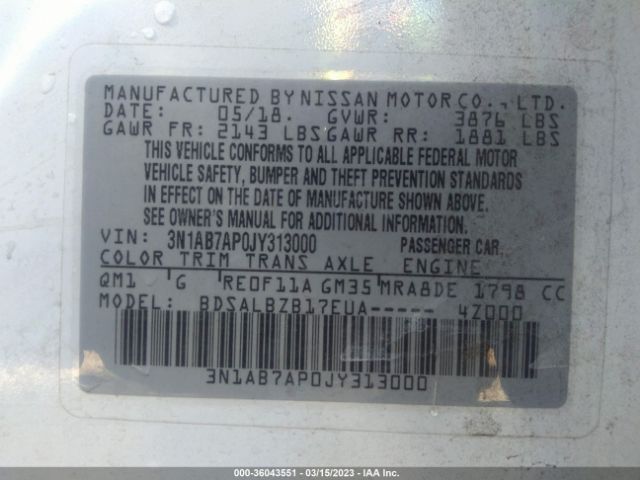 MANUFACTURED BY NISSAN MOTOR CO., LTD.
DATE: 05/18. GVWR: 3876 LBS
GAWR FR: 2143 LBS GAWR RR: 1881 LBS
THIS VEHICLE CONFORMS TO ALL APPLICABLE FEDERAL MOTOR
VEHICLE SAFETY, BUMPER AND THEFT PREVENTION STANDARDS
IN EFFECT ON THE DATE OF MANUFACTURE SHOWN ABOVE.
SEE OWNER'S MANUAL FOR ADDITIONAL INFORMATION.
VIN: 3N1AB7AP0JY313000 PASSENGER CAR.
COLOR TRIM TRANS AXLE ENGINE
QM1 G RE0F11A GM35 MRA8DE 1798 CC
MODEL: BDSALBZB17EUA----- 4Z000
3N1AB7AP0JY313000
000-36043551 - 03/15/2023 - IAA Inc.